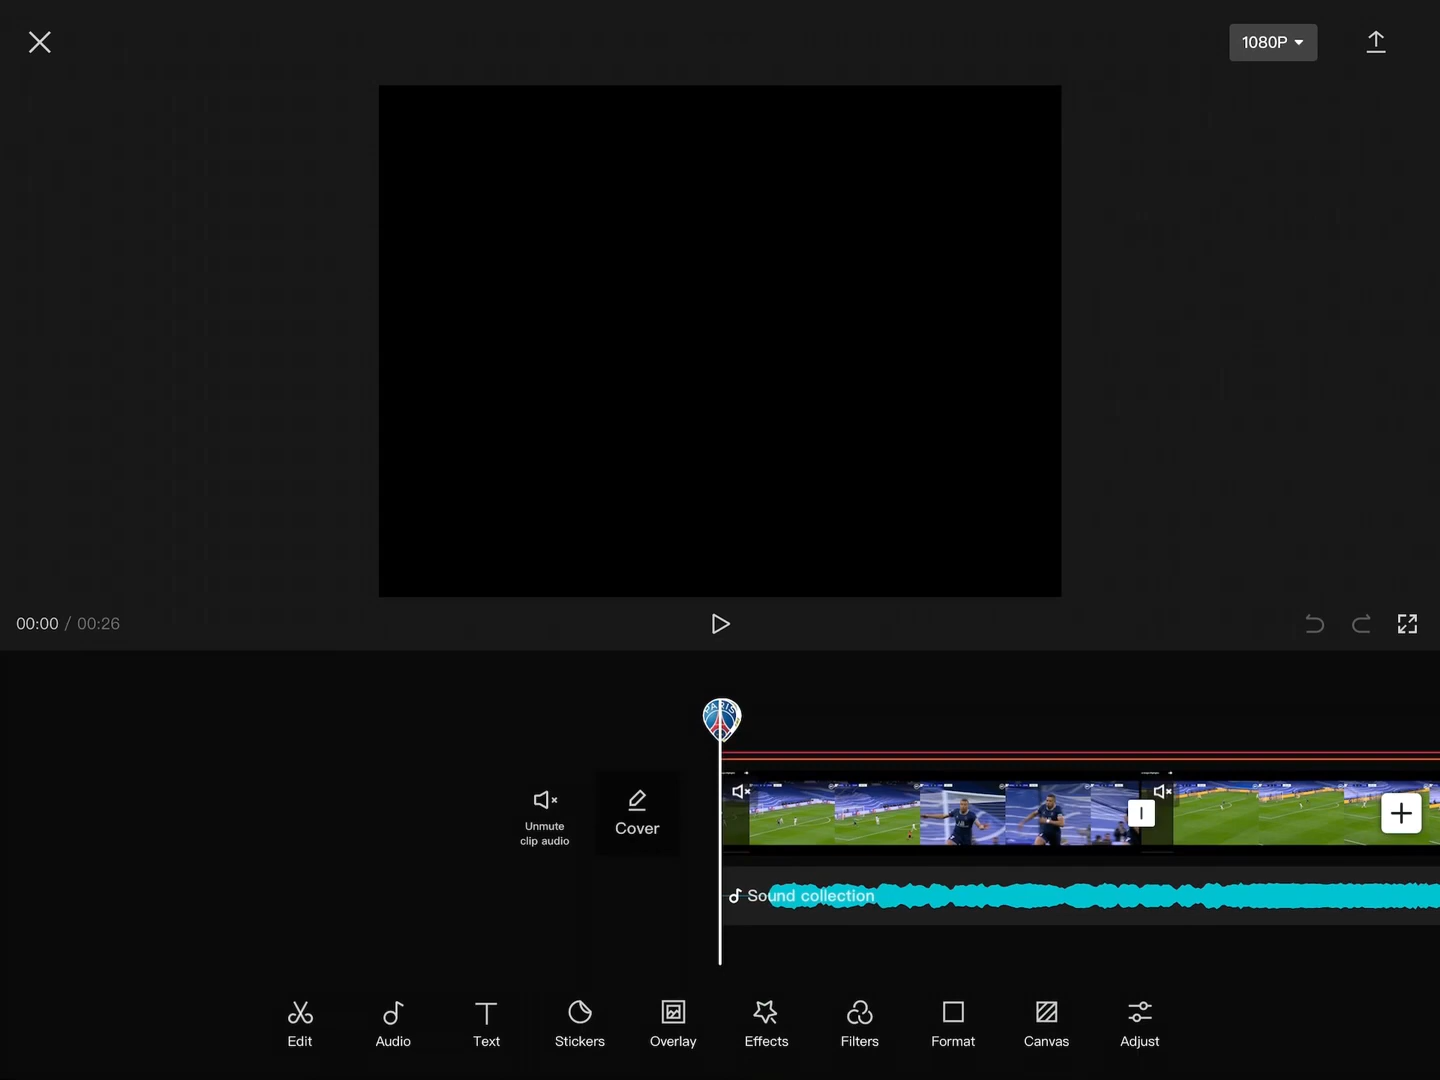 1080P
00:00 / 00:26
PARIS
Unmute
clip audio
Cover
Sound collection
Edit
Audio
Text
Stickers
Overlay
Effects
Filters
Format
Canvas
Adjust